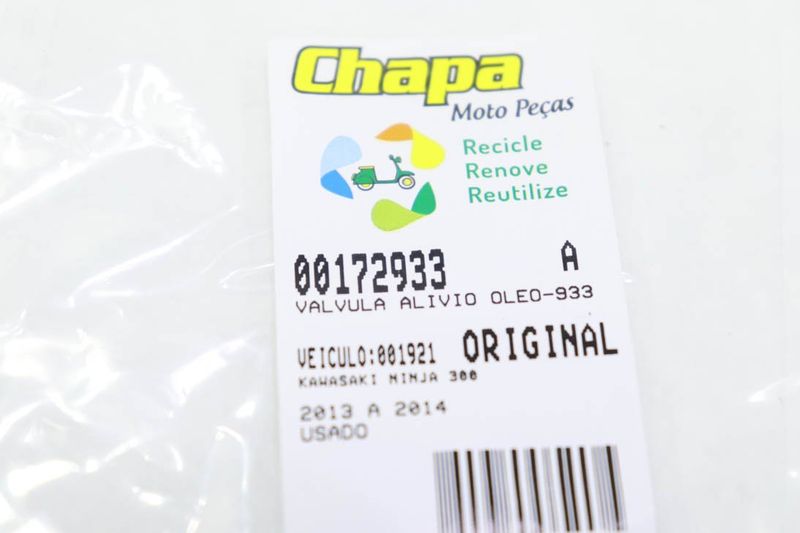 Chapa
Moto Peças
Recicle
Renove
Reutilize
00172933 A
VALVULA ALIVIO OLEO-933
VEICULO:001921 ORIGINAL
KAWASAKI NINJA 300
2013 A 2014
USADO